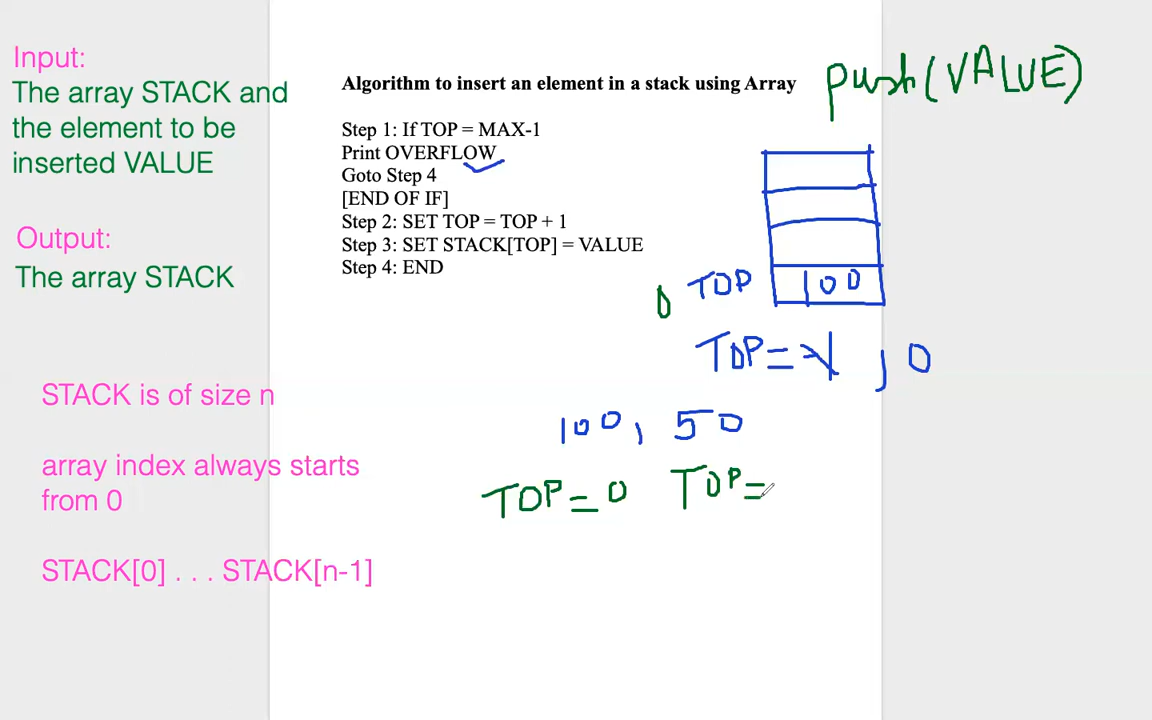 Input:
The array STACK and
the element to be
inserted VALUE
Output:
The array STACK
STACK is of size n
array index always starts
from 0
STACK[0] . . . STACK[n-1]
Algorithm to insert an element in a stack using Array
Step 1: If TOP = MAX-1
Print OVERFLOW
Goto Step 4
[END OF IF]
Step 2: SET TOP = TOP + 1
Step 3: SET STACK[TOP] = VALUE
Step 4: END
push(VALUE)
0 TOP 100
TOP=-1 , 0
100, 50
TOP=0 TOP=